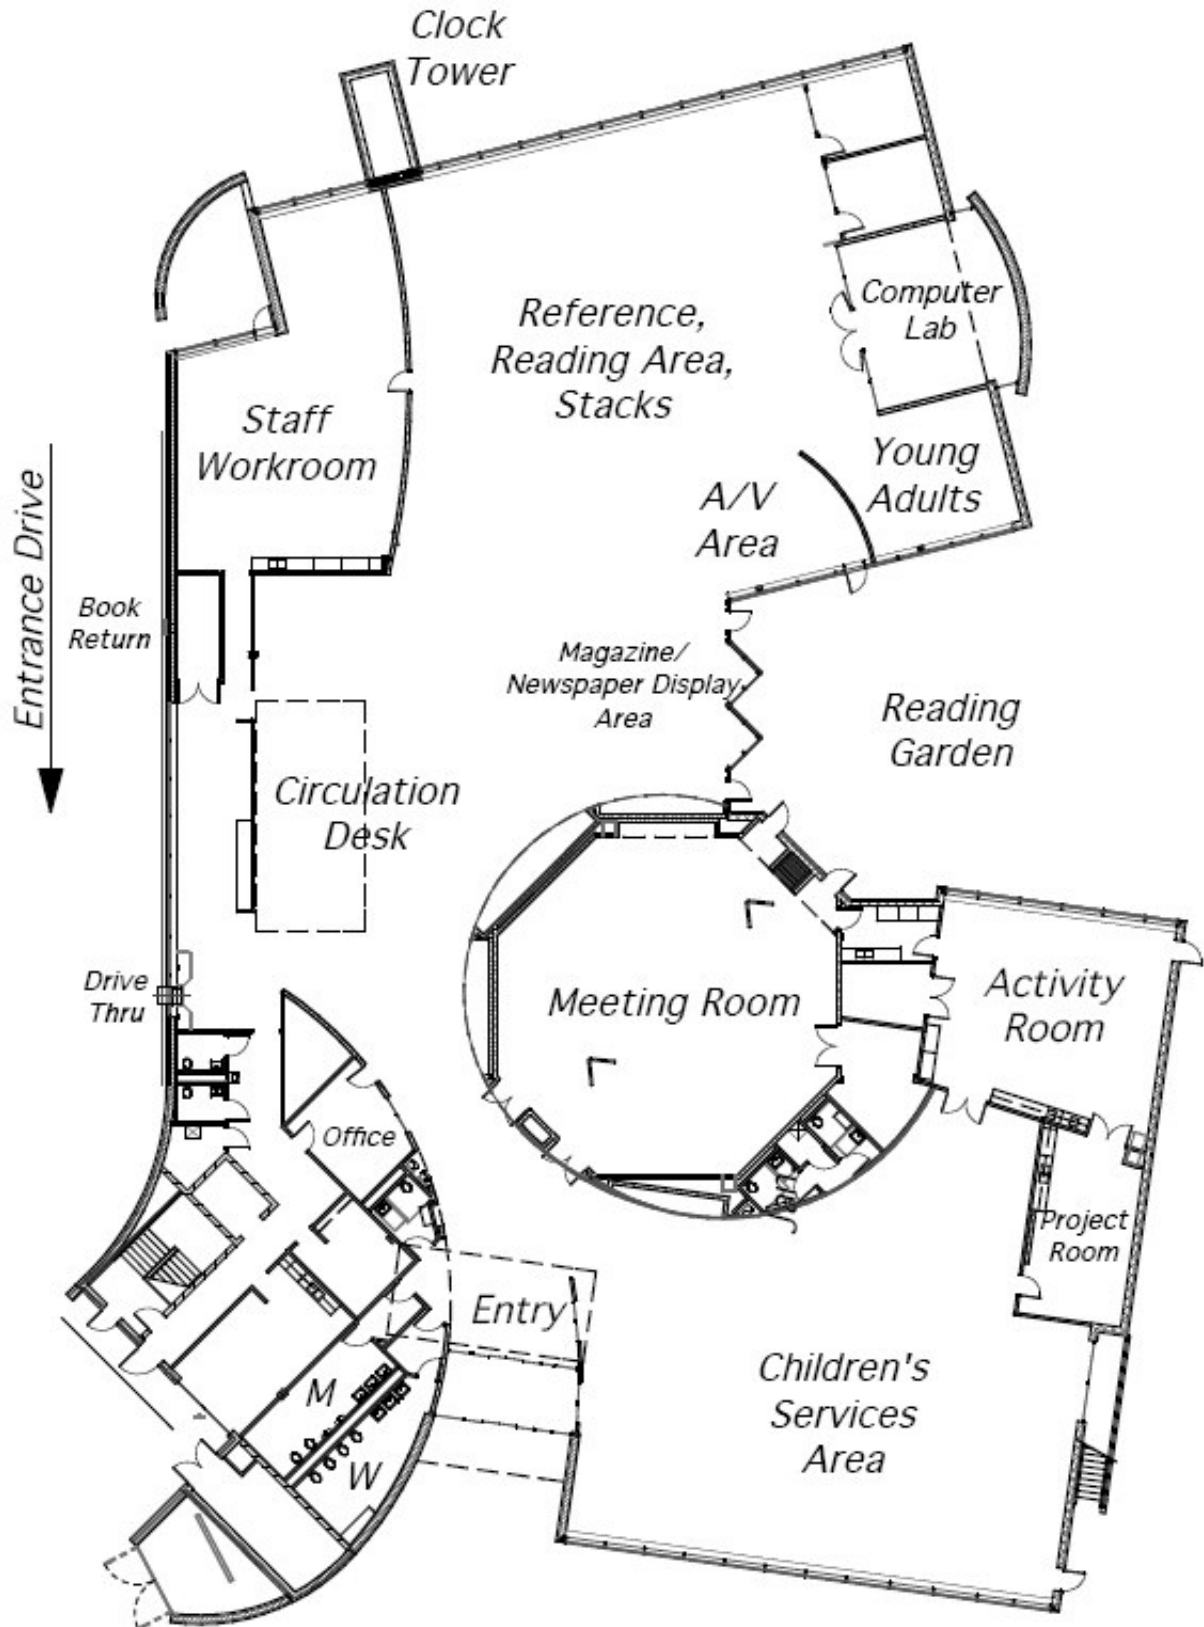 Clock
Tower
Computer
Lab
Reference,
Reading Area,
Stacks
Staff
Workroom
Young
Adults
A/V
Area
Entrance Drive
Book
Return
Magazine/
Newspaper Display
Area
Reading
Garden
Circulation
Desk
Drive
Thru
Meeting Room
Activity
Room
Office
Project
Room
Entry
Children's
Services
Area
M
W